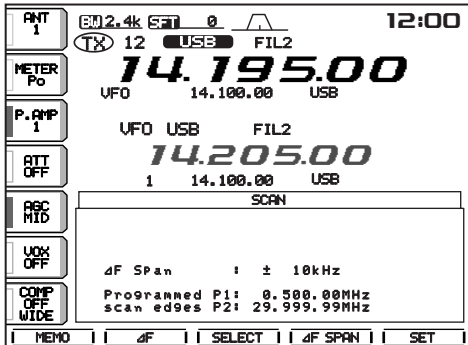 ANT 1
BW 2.4k SFT 0 12:00
TX 12 USB FIL2
METER Po
14.195.00
VFO 14.100.00 USB
P.AMP 1
VFO USB FIL2
ATT OFF
14.205.00
1 14.100.00 USB
AGC MID
SCAN
VOX OFF
⊿F SPan : ± 10kHz
COMP OFF WIDE
Programmed P1: 0.500.00MHz
scan edges P2: 29.999.99MHz
MEMO ⊿F SELECT ⊿F SPAN SET